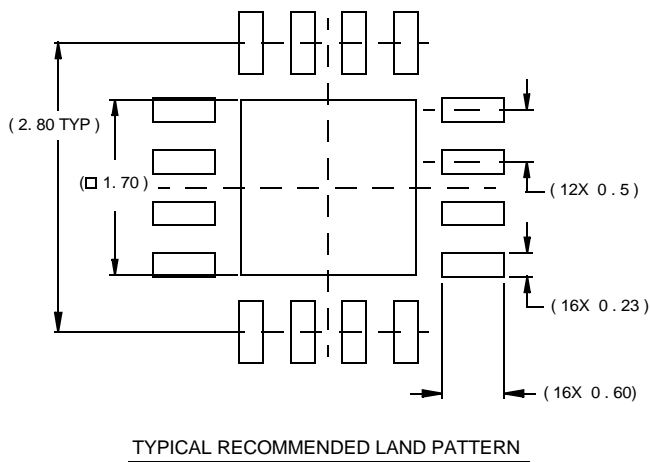 ( 2. 80 TYP )
(□ 1. 70 )
( 12X 0 . 5 )
( 16X 0 . 23 )
( 16X 0 . 60)
TYPICAL RECOMMENDED LAND PATTERN